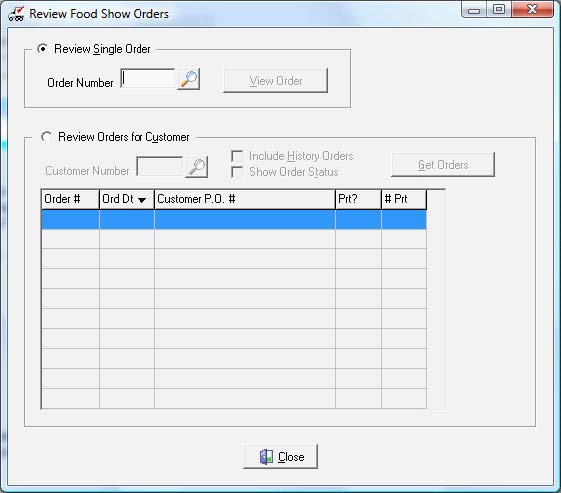 Review Food Show Orders
Review Single Order
Order Number
View Order
Review Orders for Customer
Customer Number
Include History Orders
Show Order Status
Get Orders
Order # Ord Dt Customer P.O. # Prt? # Prt
Close